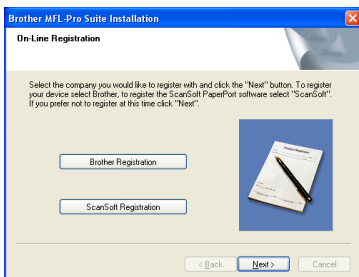 Brother MFL-Pro Suite Installation
On-Line Registration
Select the company you would like to register with and click the "Next" button. To register
your device select Brother, to register the ScanSoft PaperPort software select "ScanSoft".
If you prefer not to register at this time click "Next".
Brother Registration
ScanSoft Registration
< Back
Next >
Cancel